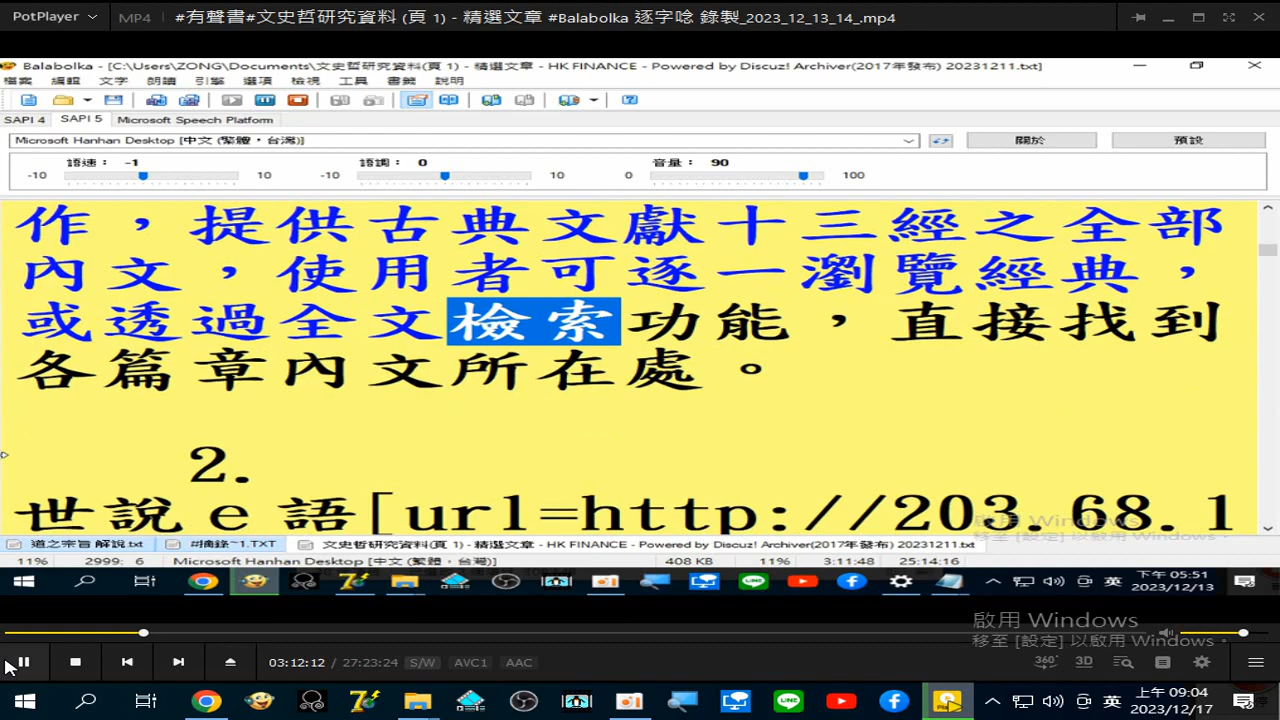 PotPlayer MP4 #有聲書#文史哲研究資料 (頁 1) - 精選文章 #Balabolka 逐字唸 錄製_2023_12_13_14_.mp4
Balabolka - [C:\Users\ZONG\Documents\文史哲研究資料(頁 1) - 精選文章 - HK FINANCE - Powered by Discuz! Archiver(2017年發布) 20231211.txt]
檔案 編輯 文字 朗讀 引擎 選項 檢視 工具 書籤 說明
SAPI 4 SAPI 5 Microsoft Speech Platform
Microsoft Hanhan Desktop [中文 (繁體，台灣)] 關於 預設
語速： -1 語調： 0 音量： 90
-10 10 -10 10 0 100
作，提供古典文獻十三經之全部
內文，使用者可逐一瀏覽經典，
或透過全文檢索功能，直接找到
各篇章內文所在處。
2.
世說ｅ語[url=http://203.68.1
道之宗旨 解說.txt #摘錄~1.TXT 文史哲研究資料(頁 1) - 精選文章 - HK FINANCE - Powered by Discuz! Archiver(2017年發布) 20231211.txt
11% 2999: 6 Microsoft Hanhan Desktop [中文 (繁體，台灣)] 408 KB 11% 3:11:48 25:14:16
英 下午 05:51
2023/12/13
啟用 Windows
移至 [設定] 以啟用 Windows。
03:12:12 / 27:23:24 S/W AVC1 AAC 360° 3D
英 上午 09:04
2023/12/17